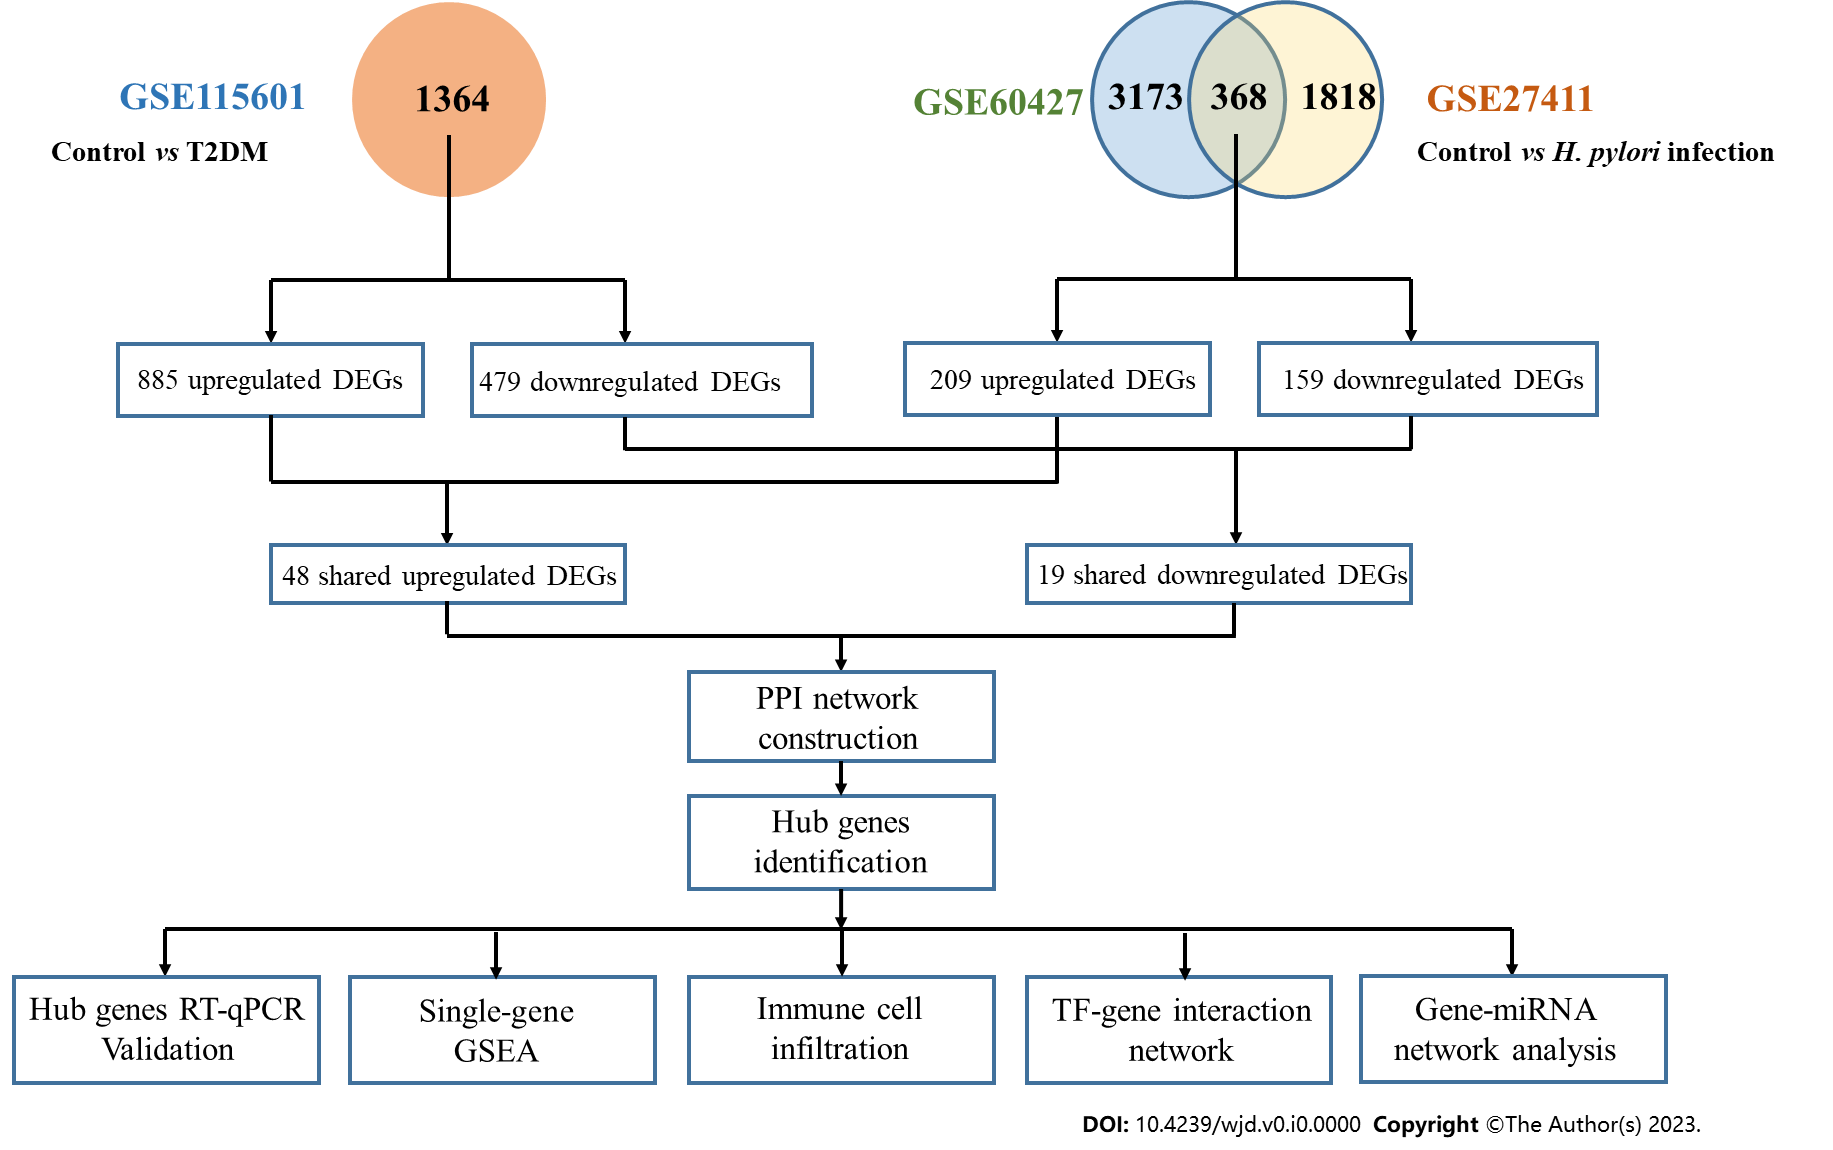 GSE115601
1364
Control vs T2DM
GSE60427
3173
368
1818
GSE27411
Control vs H. pylori infection
885 upregulated DEGs
479 downregulated DEGs
209 upregulated DEGs
159 downregulated DEGs
48 shared upregulated DEGs
19 shared downregulated DEGs
PPI network
construction
Hub genes
identification
Hub genes RT-qPCR
Validation
Single-gene
GSEA
Immune cell
infiltration
TF-gene interaction
network
Gene-miRNA
network analysis
DOI: 10.4239/wjd.v0.i0.0000 Copyright ©The Author(s) 2023.